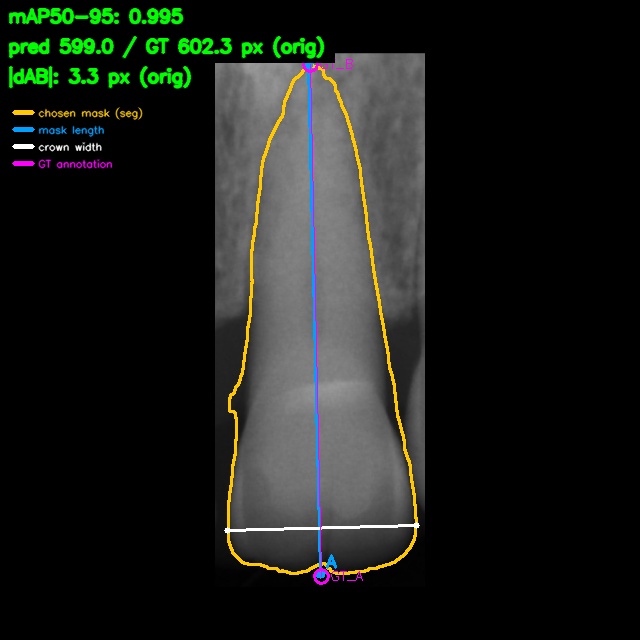 mAP50-95: 0.995
pred 599.0 / GT 602.3 px (orig)
|dAB|: 3.3 px (orig)
chosen mask (seg)
mask length
crown width
GT annotation
A
GT_A